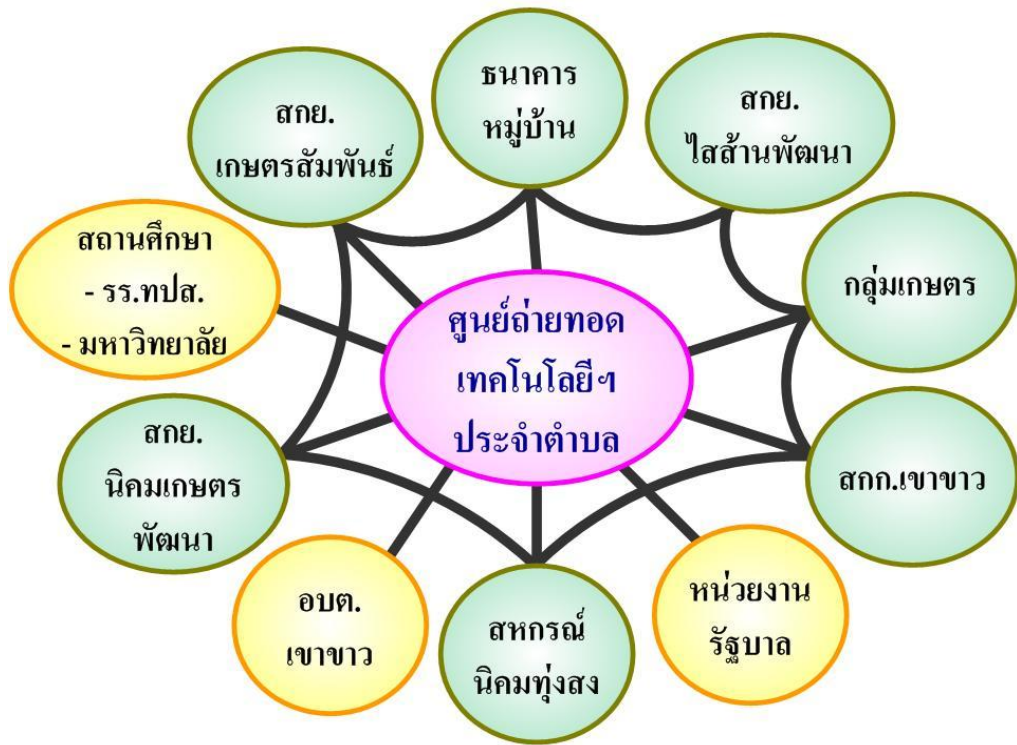 ธนาคาร
หมู่บ้าน
สกย.
ไสส้านพัฒนา
กลุ่มเกษตร
สกก.เขาขาว
หน่วยงาน
รัฐบาล
สหกรณ์
นิคมทุ่งสง
อบต.
เขาขาว
สกย.
นิคมเกษตร
พัฒนา
สถานศึกษา
- รร.ทปส.
- มหาวิทยาลัย
สกย.
เกษตรสัมพันธ์
ศูนย์ถ่ายทอด
เทคโนโลยีฯ
ประจำตำบล